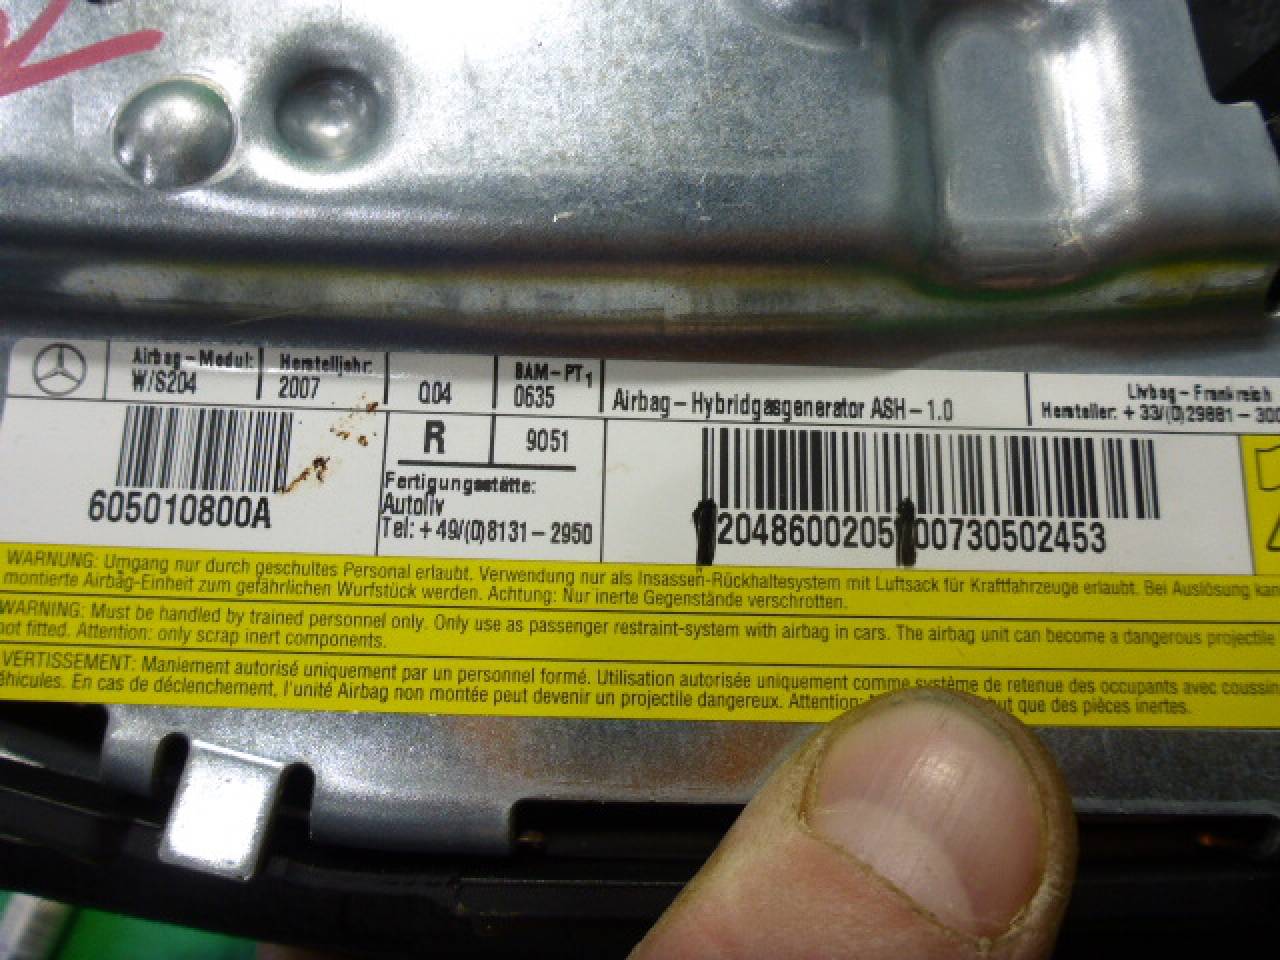 Airbag-Modul:
W/S204
Herstelljahr:
2007
Q04
BAM-PT1
0635
Airbag-Hybridgasgenerator ASH-1.0
Livbag-Frankreich
Hersteller: +33/(0)29881-300
605010800A
R
9051
Fertigungsstätte:
Autoliv
Tel: +49/(0)8131-2950
2048600205
00730502453
WARNUNG: Umgang nur durch geschultes Personal erlaubt. Verwendung nur als Insassen-Rückhaltesystem mit Luftsack für Kraftfahrzeuge erlaubt. Bei Auslösung kan
montierte Airbag-Einheit zum gefährlichen Wurfstück werden. Achtung: Nur inerte Gegenstände verschrotten.
WARNING: Must be handled by trained personnel only. Only use as passenger restraint-system with airbag in cars. The airbag unit can become a dangerous projectile
not fitted. Attention: only scrap inert components.
VERTISSEMENT: Maniement autorisé uniquement par un personnel formé. Utilisation autorisée uniquement comme système de retenue des occupants avec coussin
éhicules. En cas de déclenchement, l'unité Airbag non montée peut devenir un projectile dangereux. Attention: but que des pièces inertes.